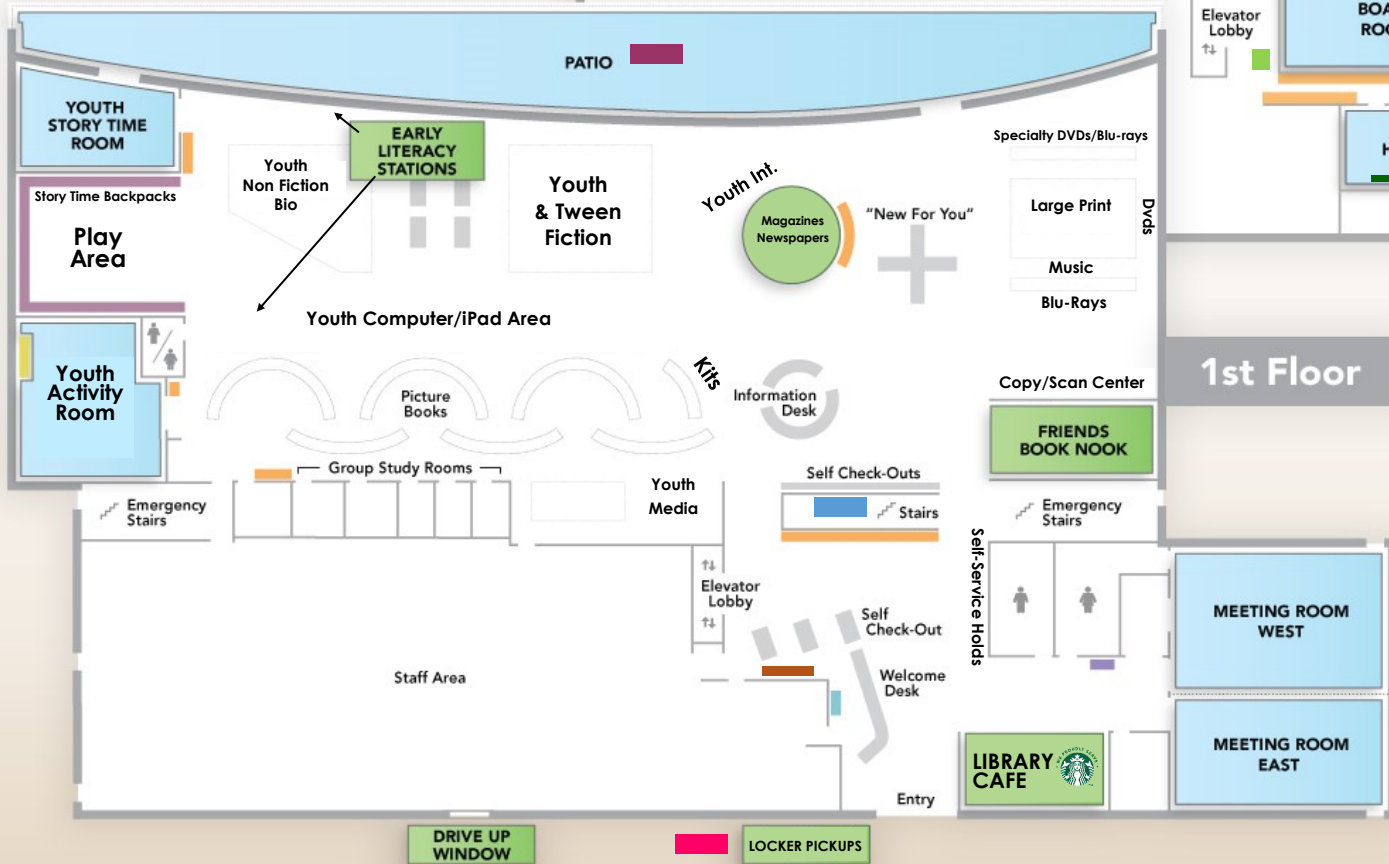 PATIO
Elevator
Lobby
YOUTH
STORY TIME
ROOM
EARLY
LITERACY
STATIONS
Youth
Non Fiction
Bio
Youth
& Tween
Fiction
Youth Int.
Magazines
Newspapers
"New For You"
Specialty DVDs/Blu-rays
Large Print
Dvds
Music
Blu-Rays
Story Time Backpacks
Play
Area
Youth Computer/iPad Area
1st Floor
Youth
Activity
Room
Picture
Books
Kits
Information
Desk
Copy/Scan Center
FRIENDS
BOOK NOOK
Group Study Rooms
Youth
Media
Self Check-Outs
Stairs
Emergency
Stairs
Emergency
Stairs
Self-Service Holds
Elevator
Lobby
Self
Check-Out
Welcome
Desk
Staff Area
MEETING ROOM
WEST
MEETING ROOM
EAST
LIBRARY
CAFE
Entry
DRIVE UP
WINDOW
LOCKER PICKUPS